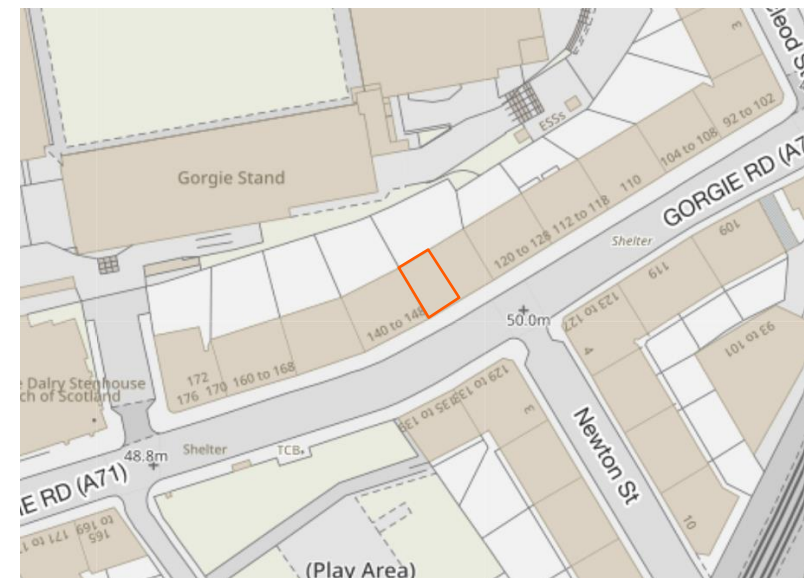 cleod S
ESSs
92 to 102
104 to 108
110
112 to 118
120 to 128
GORGIE RD (A7
Gorgie Stand
Shelter
109
119
123 to
127
93 to
101
50.0m
140 to 148
160 to 168
170
172
176
e Dalry Stenhouse
ch of Scotland
129 to 133
135 to
139
3
4
Newton St
10
Shelter
TCB
48.8m
IE RD (A71)
165
to 169
171 to
(Play Area)